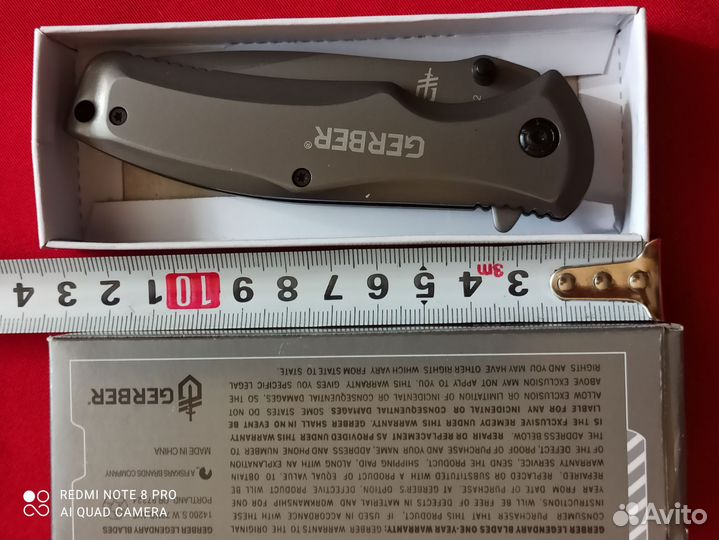 GERBER®
2
3 3m 4 5 6 7 8 9 10 1 2 3 4
GERBER LEGENDARY BLADES ONE-YEAR WARRANTY: GERBER WARRANTS TO THE ORIGINAL
CONSUMER PURCHASER THAT THIS PRODUCT, IF USED IN ACCORDANCE WITH THESE
INSTRUCTIONS, WILL BE FREE OF DEFECTS IN MATERIAL AND WORKMANSHIP FOR ONE
YEAR FROM DATE OF PURCHASE. AT GERBER'S OPTION, DEFECTIVE PRODUCT WILL BE
REPAIRED, REPLACED OR SUBSTITUTED WITH A PRODUCT OF EQUAL VALUE. TO OBTAIN
WARRANTY SERVICE, SEND THE PRODUCT, SHIPPING PAID, ALONG WITH AN EXPLANATION
OF THE DEFECT, PROOF OF PURCHASE AND YOUR NAME, ADDRESS AND PHONE NUMBER TO
THE ADDRESS BELOW. REPAIR OR REPLACEMENT AS PROVIDED UNDER THIS WARRANTY
IS THE EXCLUSIVE REMEDY. GERBER SHALL IN NO EVENT BE
LIABLE FOR ANY INCIDENTAL OR CONSEQUENTIAL DAMAGES. SOME STATES DO NOT
ALLOW EXCLUSION OR LIMITATION OF INCIDENTAL OR CONSEQUENTIAL DAMAGES, SO THE
ABOVE EXCLUSION MAY NOT APPLY TO YOU. THIS WARRANTY GIVES YOU SPECIFIC LEGAL
RIGHTS AND YOU MAY HAVE OTHER RIGHTS WHICH VARY FROM STATE TO STATE.
GERBER LEGENDARY BLADES
14200 S.W.
PORTLAND OR
A FISKARS BRANDS COMPANY
MADE IN CHINA
GERBER®
REDMI NOTE 8 PRO
AI QUAD CAMERA
Avito